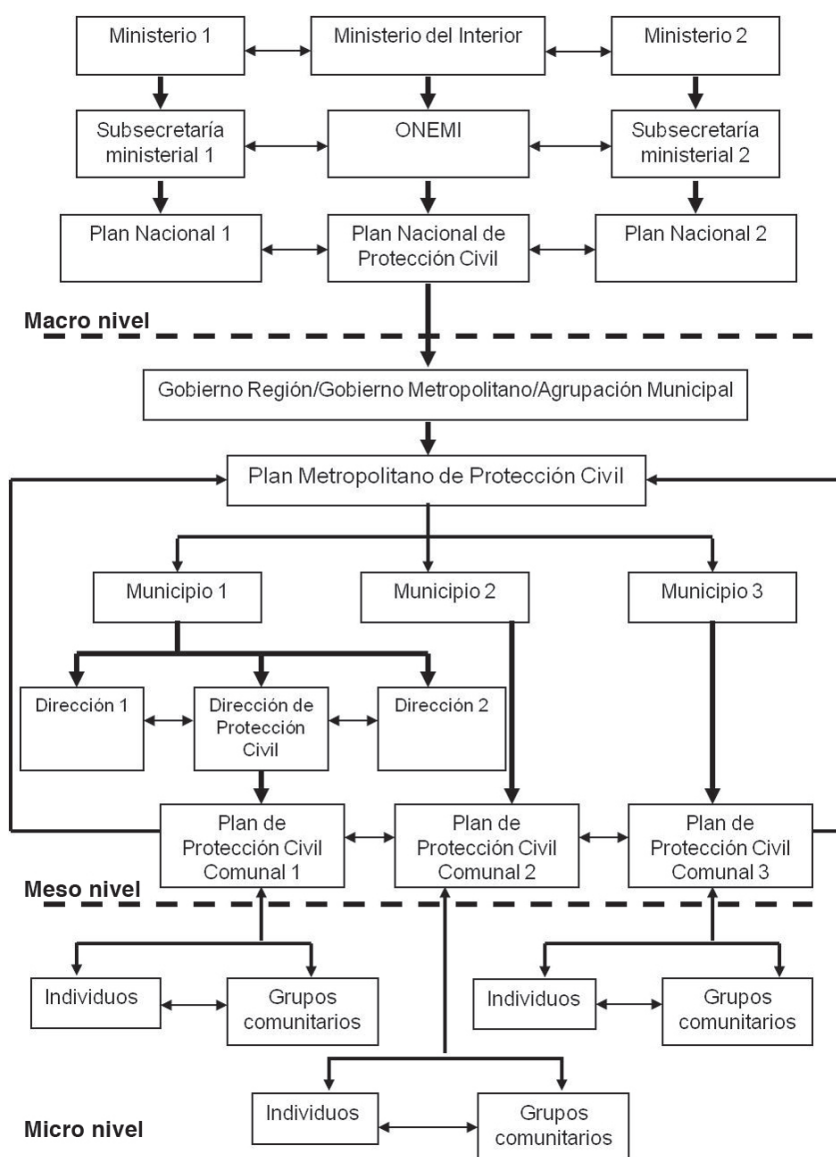 Ministerio 1
Ministerio del Interior
Ministerio 2
Subsecretaría
ministerial 1
ONEMI
Subsecretaría
ministerial 2
Plan Nacional 1
Plan Nacional de
Protección Civil
Plan Nacional 2
Macro nivel
Gobierno Región/Gobierno Metropolitano/Agrupación Municipal
Plan Metropolitano de Protección Civil
Municipio 1
Municipio 2
Municipio 3
Dirección 1
Dirección de
Protección
Civil
Dirección 2
Plan de
Protección Civil
Comunal 1
Plan de
Protección Civil
Comunal 2
Plan de
Protección Civil
Comunal 3
Meso nivel
Individuos
Grupos
comunitarios
Individuos
Grupos
comunitarios
Individuos
Grupos
comunitarios
Micro nivel